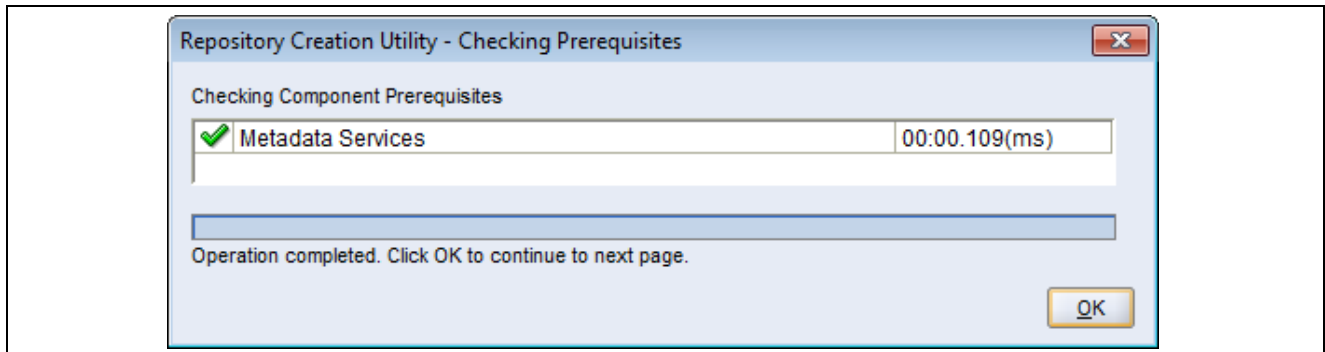 Repository Creation Utility - Checking Prerequisites
Checking Component Prerequisites
Metadata Services 00:00.109(ms)
Operation completed. Click OK to continue to next page.
OK